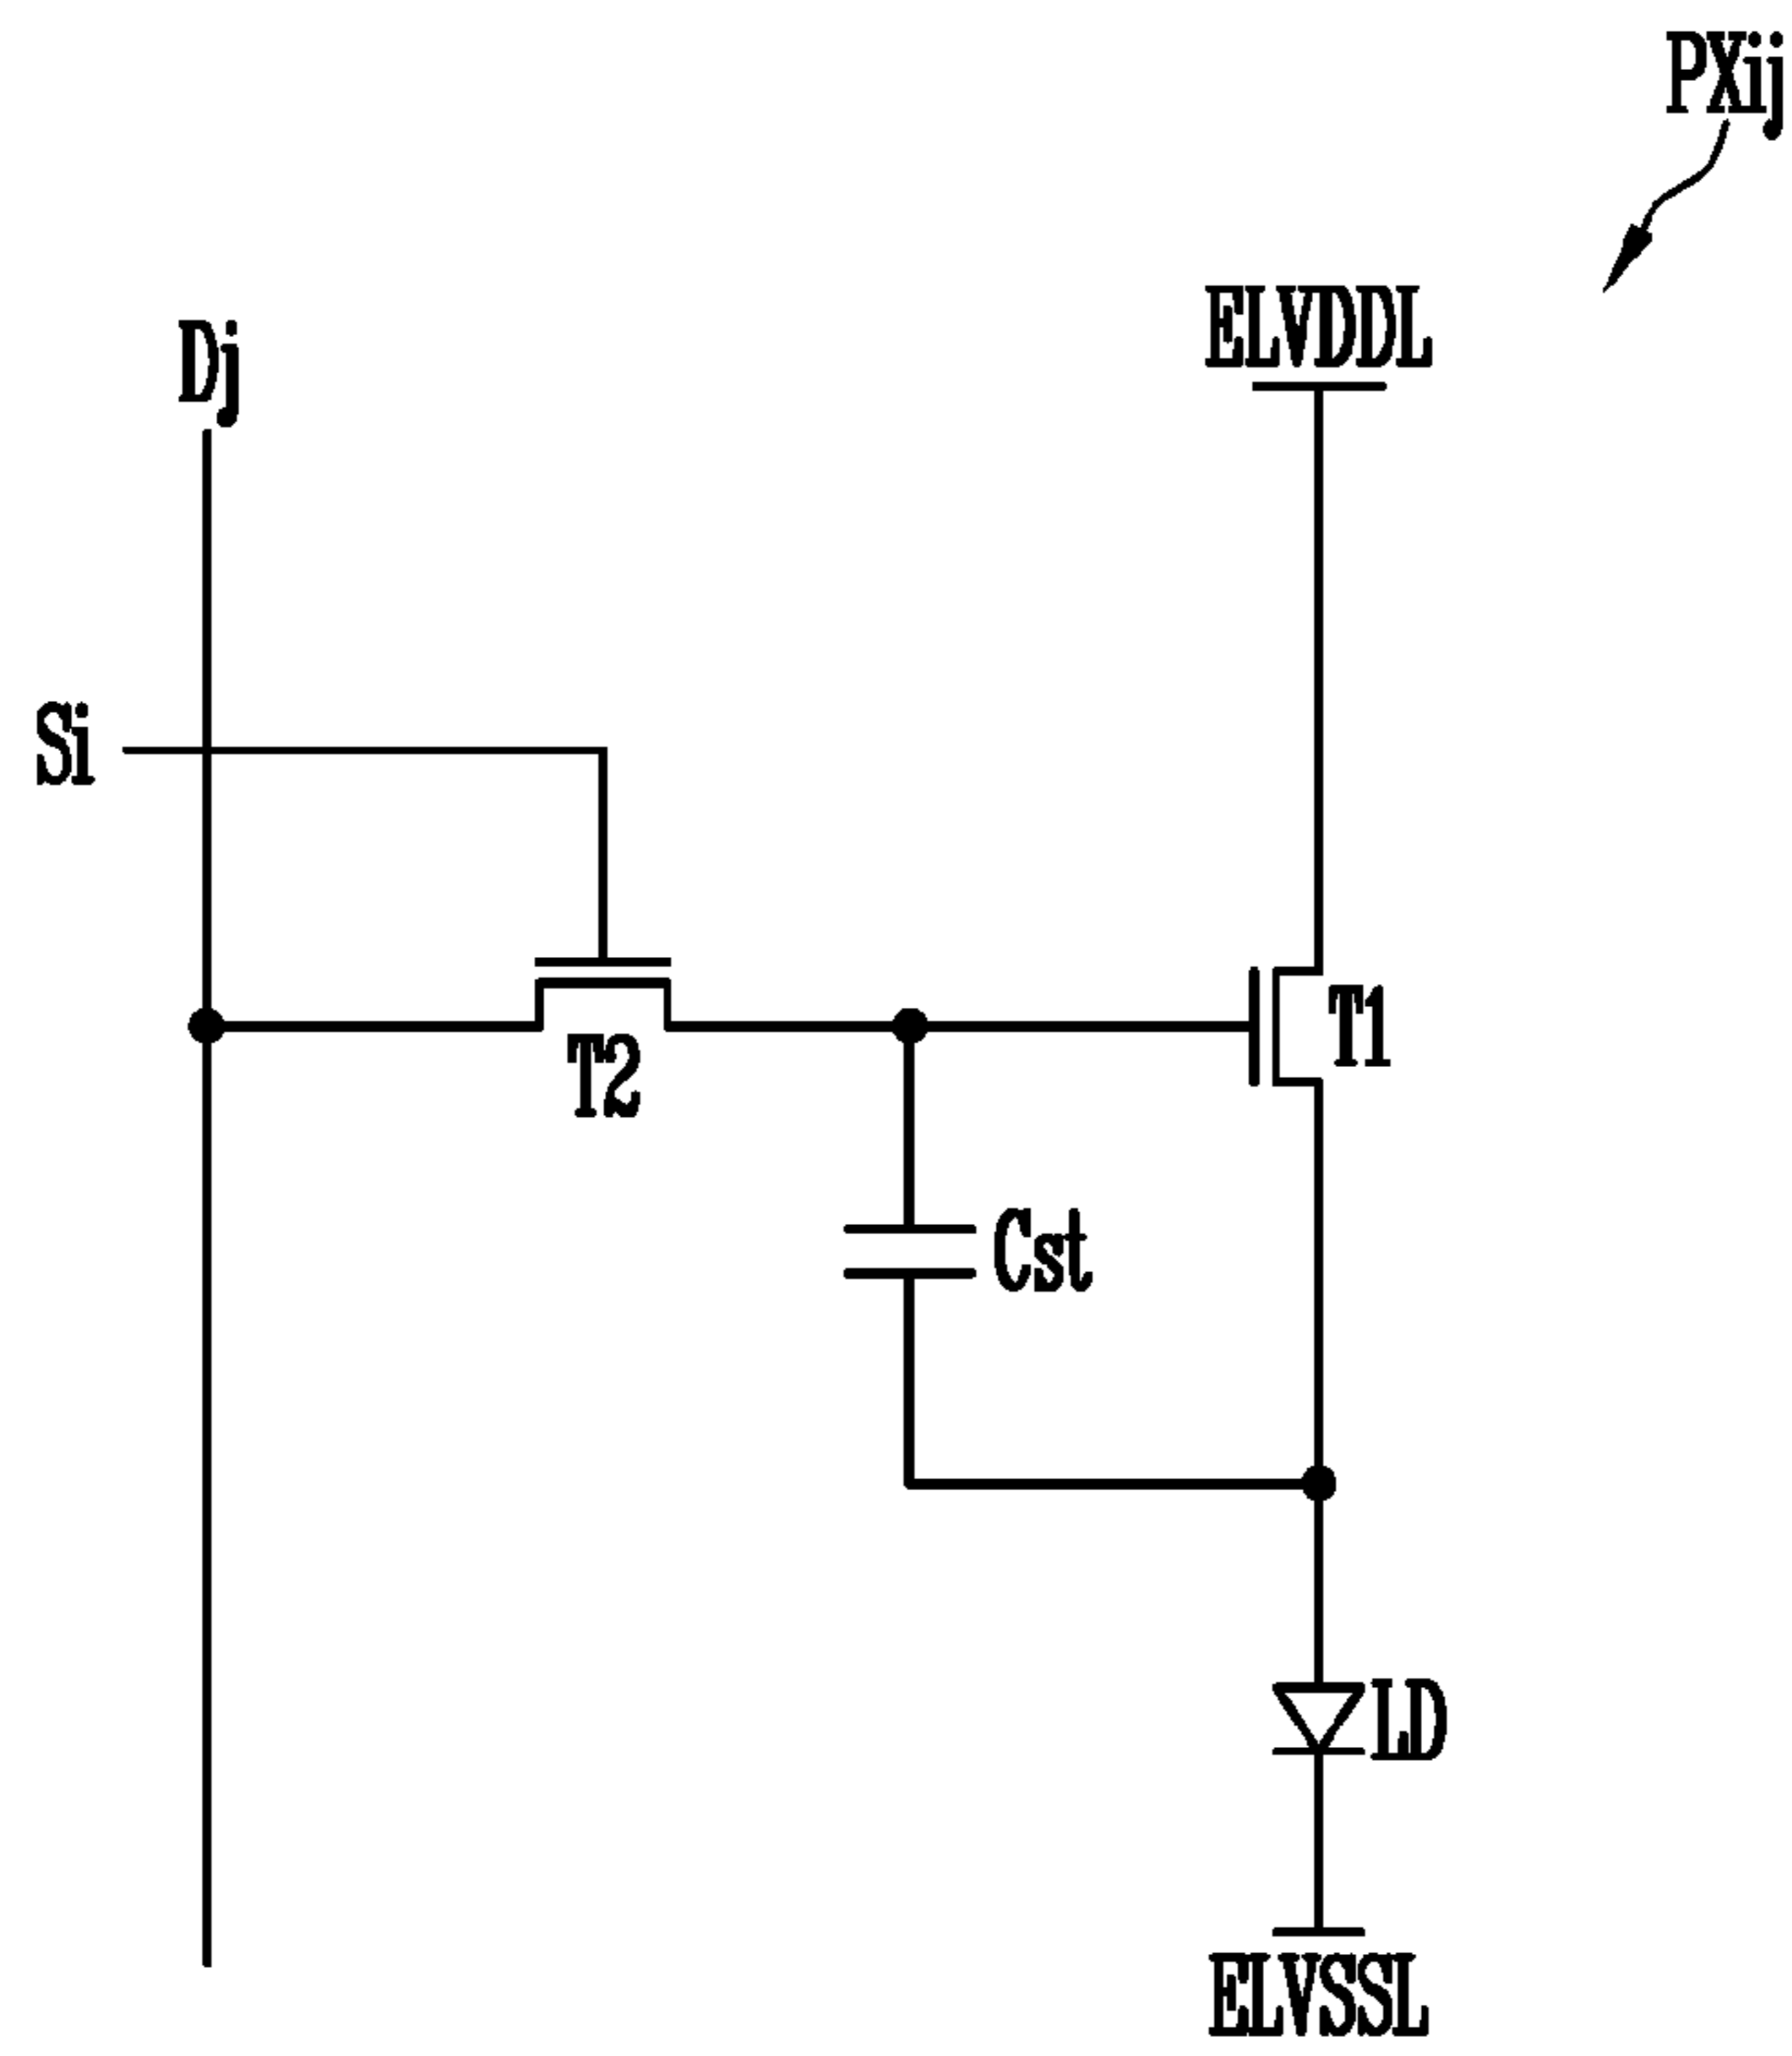 PXij
ELVDDL
Dj
Si
T1
T2
Cst
LD
ELVSSL